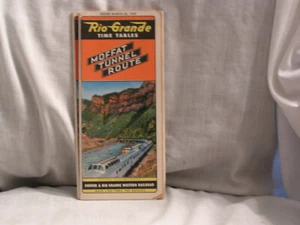 Rio Grande
TIME TABLES
MOFFAT
TUNNEL
ROUTE
DENVER & RIO GRANDE WESTERN RAILROAD